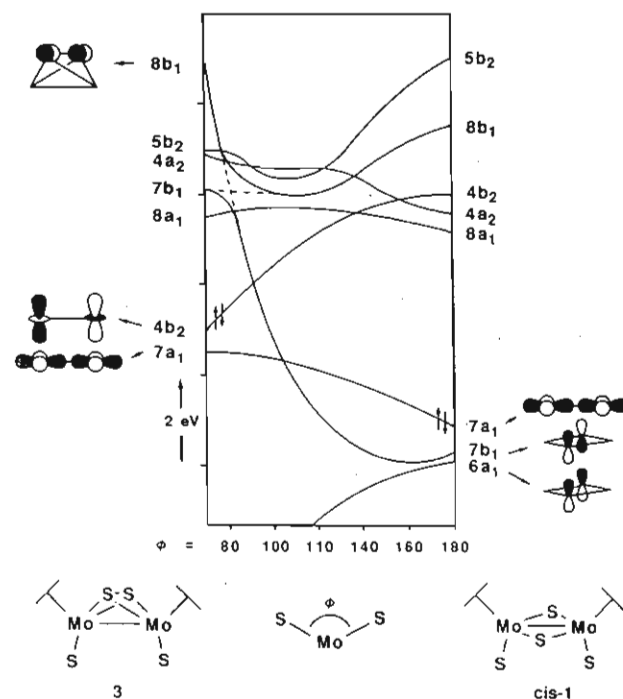 8b₁
5b₂
4a₂
7b₁
8a₁
4b₂
7a₁
2 eV
5b₂
8b₁
4b₂
4a₂
8a₁
7a₁
7b₁
6a₁
Φ = 80 100 120 140 160 180
S-S
Mo Mo
S S
3
Φ
S S
Mo
S
Mo Mo
S
S S
cis-1